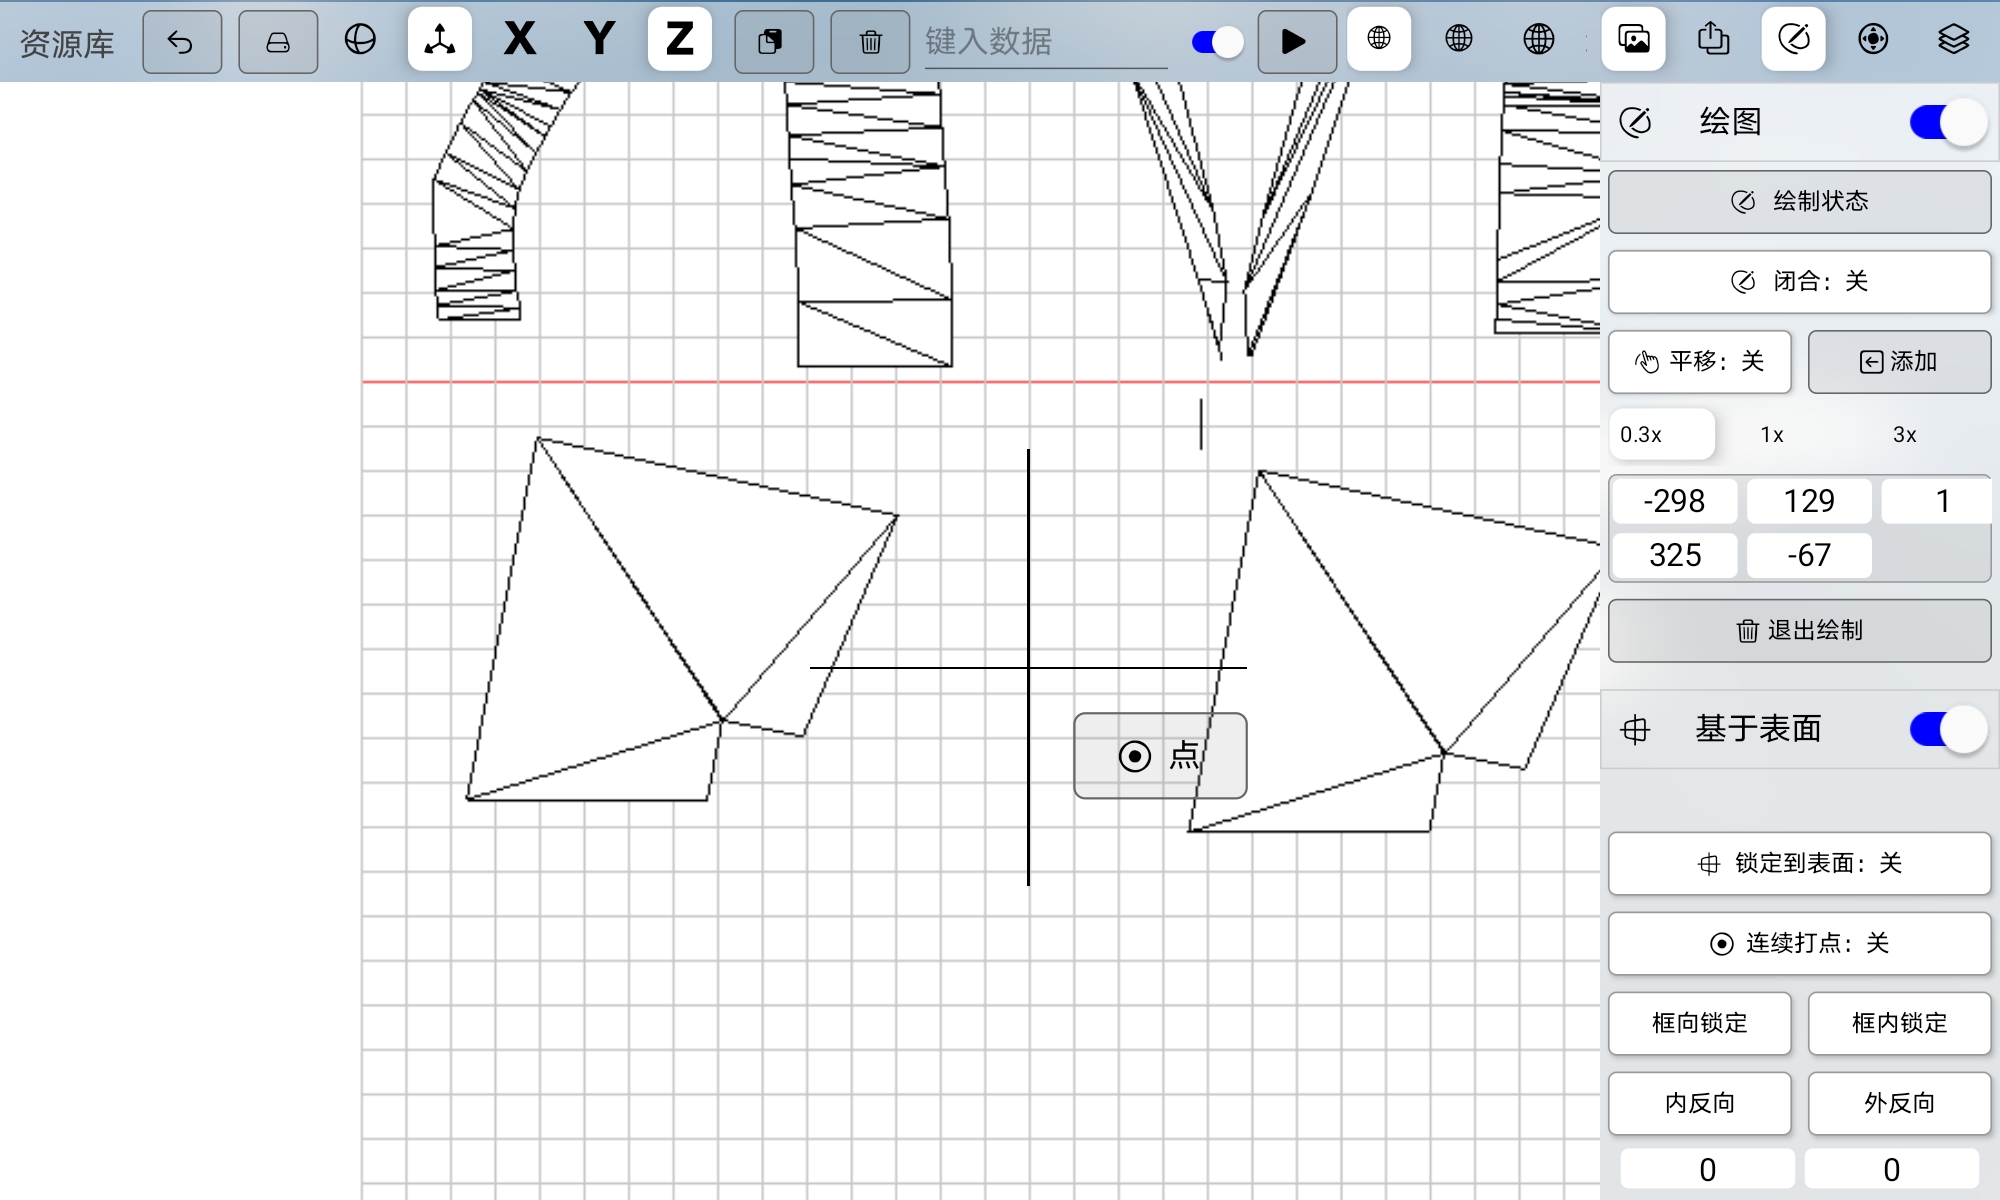 资源库 X Y Z 键入数据
绘图
绘制状态
闭合：关
平移：关 添加
0.3x 1x 3x
-298 129 1
325 -67
退出绘制
基于表面
点
锁定到表面：关
连续打点：关
框向锁定 框内锁定
内反向 外反向
0 0